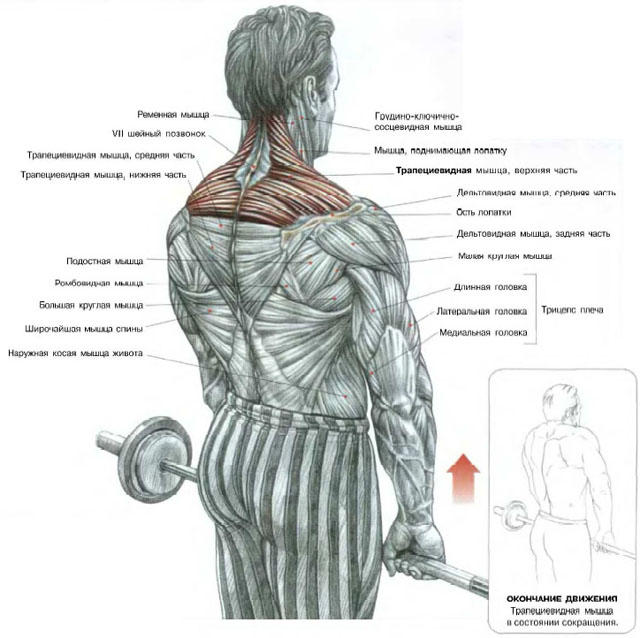 Ременная мышца
VII шейный позвонок
Трапециевидная мышца, средняя часть
Трапециевидная мышца, нижняя часть
Подостная мышца
Ромбовидная мышца
Большая круглая мышца
Широчайшая мышца спины
Наружная косая мышца живота
Грудино-ключично-
сосцевидная мышца
Мышца, поднимающая лопатку
Трапециевидная мышца, верхняя часть
Дельтовидная мышца, средняя часть
Ость лопатки
Дельтовидная мышца, задняя часть
Малая круглая мышца
Длинная головка
Латеральная головка
Медиальная головка
Трицепс плеча
ОКОНЧАНИЕ ДВИЖЕНИЯ
Трапециевидная мышца
в состоянии сокращения.